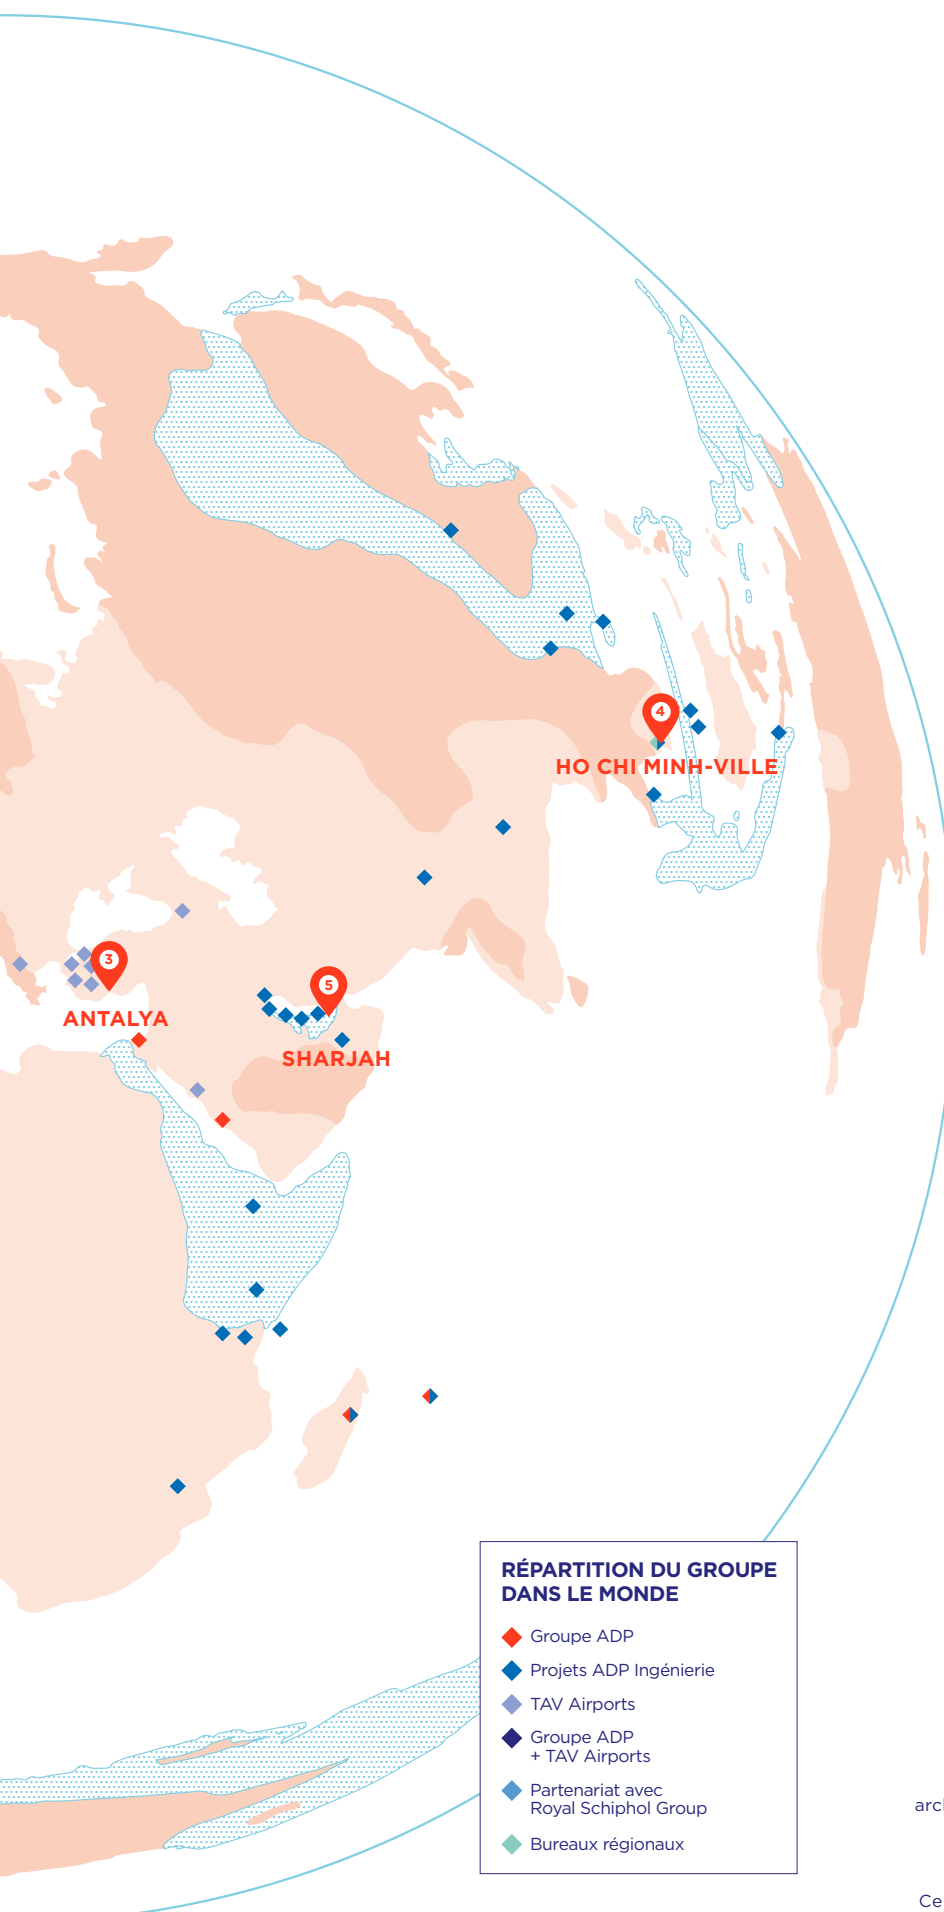 4
HO CHI MINH-VILLE
3
ANTALYA
5
SHARJAH
RÉPARTITION DU GROUPE
DANS LE MONDE
Groupe ADP
Projets ADP Ingénierie
TAV Airports
Groupe ADP
+ TAV Airports
Partenariat avec
Royal Schiphol Group
Bureaux régionaux
arcl
Ce